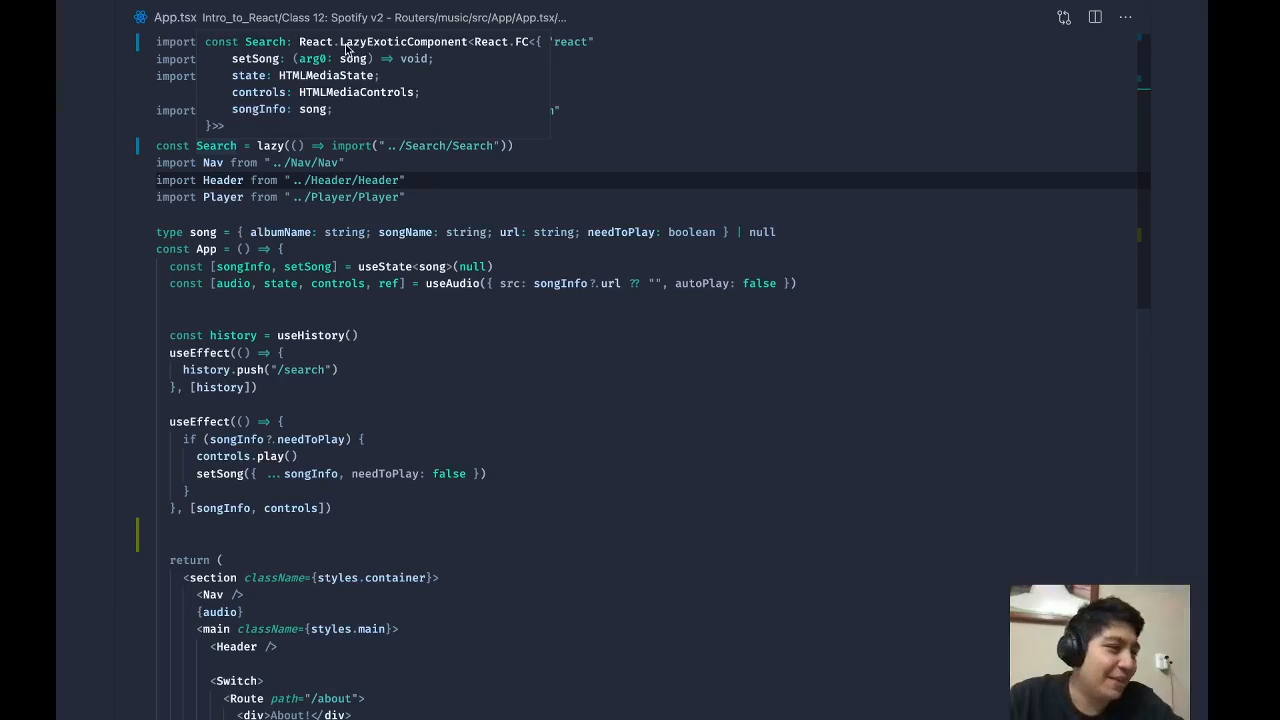 App.tsx Intro_to_React/Class 12: Spotify v2 - Routers/music/src/App/App.tsx/...
import const Search: React.LazyExoticComponent<React.FC<{ 'react"
import setSong: (arg0: song) => void;
import state: HTMLMediaState;
controls: HTMLMediaControls;
import songInfo: song; "
}>>
const Search = lazy(() => import("../Search/Search"))
import Nav from "../Nav/Nav"
import Header from "../Header/Header"
import Player from "../Player/Player"
type song = { albumName: string; songName: string; url: string; needToPlay: boolean } | null
const App = () => {
const [songInfo, setSong] = useState<song>(null)
const [audio, state, controls, ref] = useAudio({ src: songInfo?.url ?? "", autoPlay: false })
const history = useHistory()
useEffect(() => {
history.push("/search")
}, [history])
useEffect(() => {
if (songInfo?.needToPlay) {
controls.play()
setSong({ ...songInfo, needToPlay: false })
}
}, [songInfo, controls])
return (
<section className={styles.container}>
<Nav />
{audio}
<main className={styles.main}>
<Header />
<Switch>
<Route path="/about">
<div>About!</div>